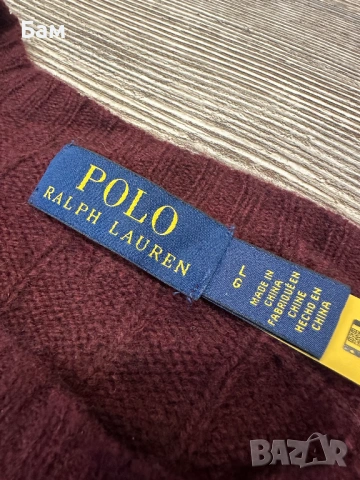 Бам
POLO
RALPH LAUREN
L
G
MADE IN
CHINA
FABRIQUÉ EN
CHINE
HECHO EN
CHINA
BAZAR